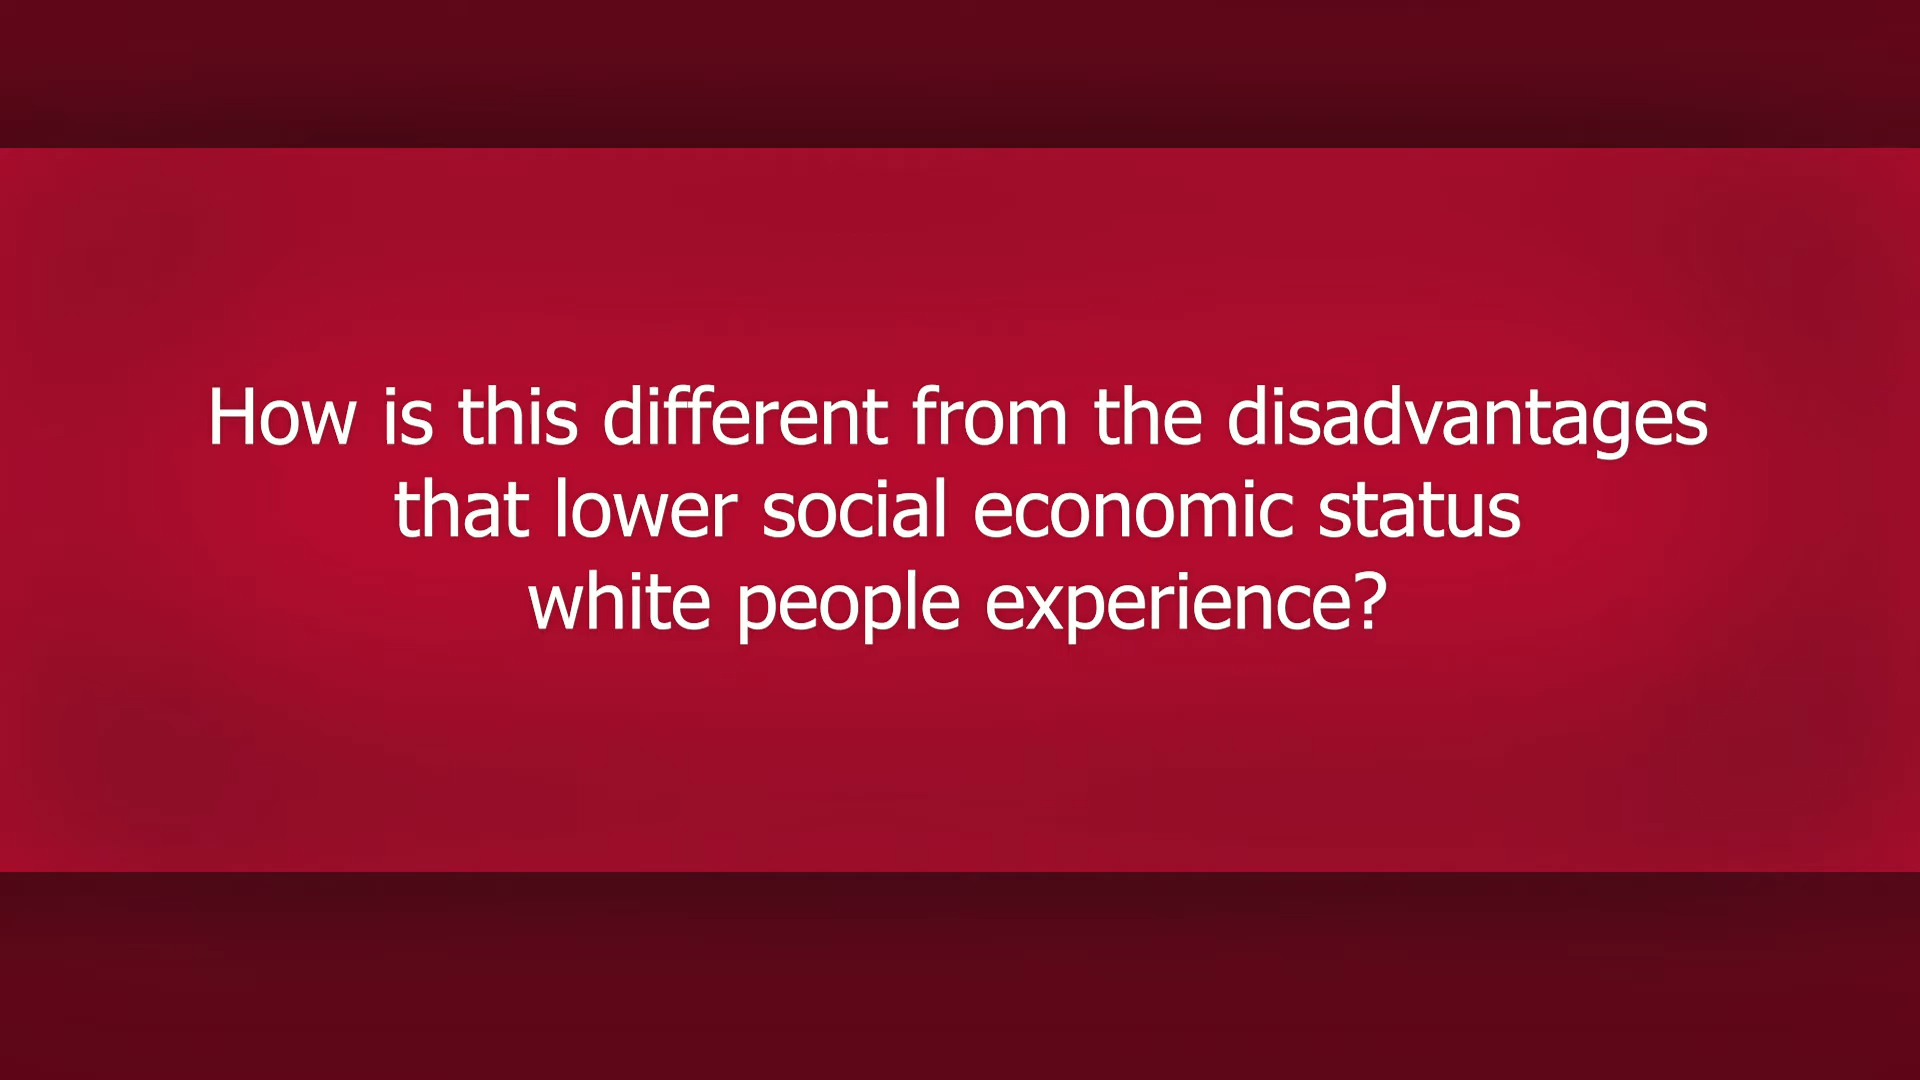 How is this different from the disadvantages
that lower social economic status
white people experience?